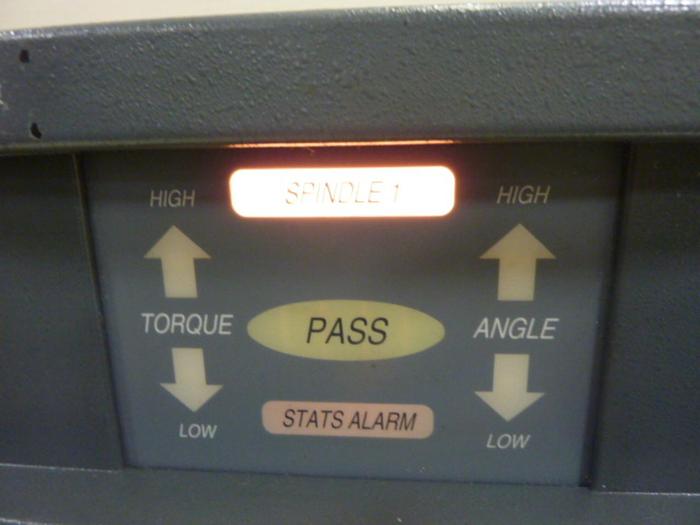 SPINDLE 1
HIGH
HIGH
TORQUE
PASS
ANGLE
STATS ALARM
LOW
LOW